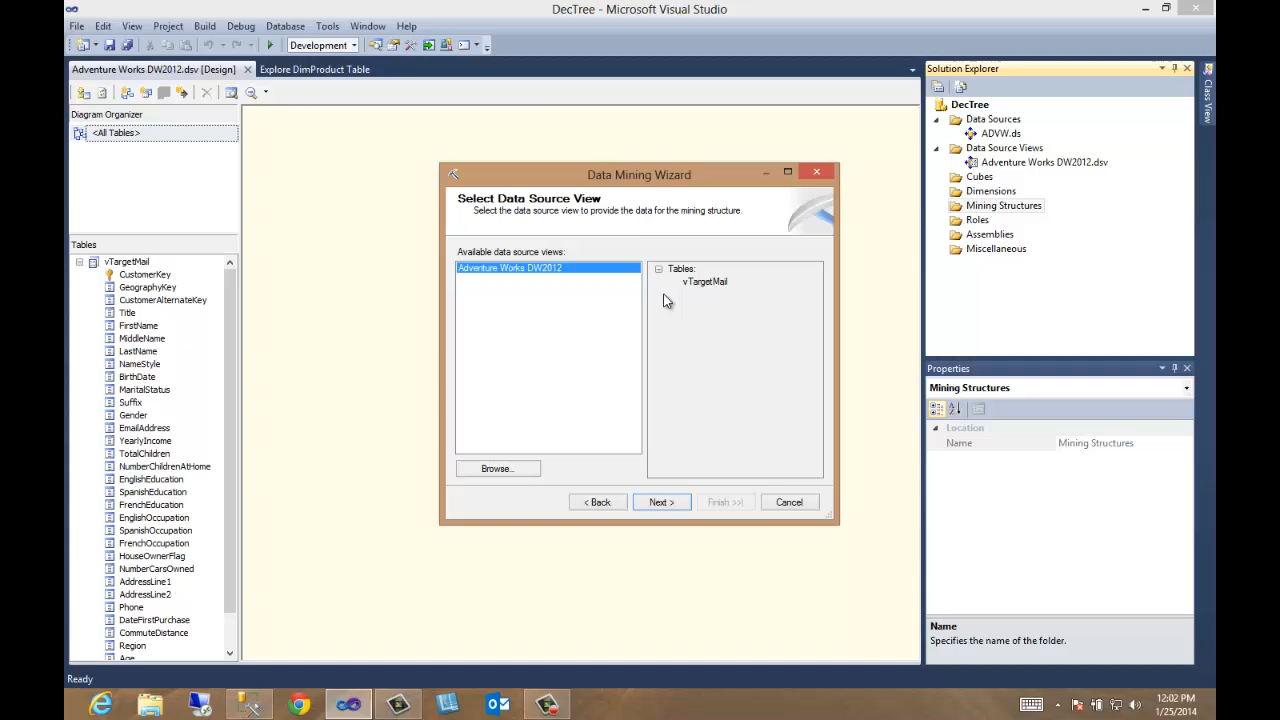 DecTree - Microsoft Visual Studio
File Edit View Project Build Debug Database Tools Window Help
Development
Adventure Works DW2012.dsv [Design] Explore DimProduct Table
Diagram Organizer
<All Tables>
Tables
vTargetMail
CustomerKey
GeographyKey
CustomerAlternateKey
Title
FirstName
MiddleName
LastName
NameStyle
BirthDate
MaritalStatus
Suffix
Gender
EmailAddress
YearlyIncome
TotalChildren
NumberChildrenAtHome
EnglishEducation
SpanishEducation
FrenchEducation
EnglishOccupation
SpanishOccupation
FrenchOccupation
HouseOwnerFlag
NumberCarsOwned
AddressLine1
AddressLine2
Phone
DateFirstPurchase
CommuteDistance
Region
Age
Data Mining Wizard
Select Data Source View
Select the data source view to provide the data for the mining structure.
Available data source views:
Adventure Works DW2012
Tables:
vTargetMail
Browse...
< Back Next > Finish >>| Cancel
Solution Explorer
DecTree
Data Sources
ADVW.ds
Data Source Views
Adventure Works DW2012.dsv
Cubes
Dimensions
Mining Structures
Roles
Assemblies
Miscellaneous
Class View
Properties
Mining Structures
Location
Name Mining Structures
Name
Specifies the name of the folder.
Ready
12:02 PM
1/25/2014